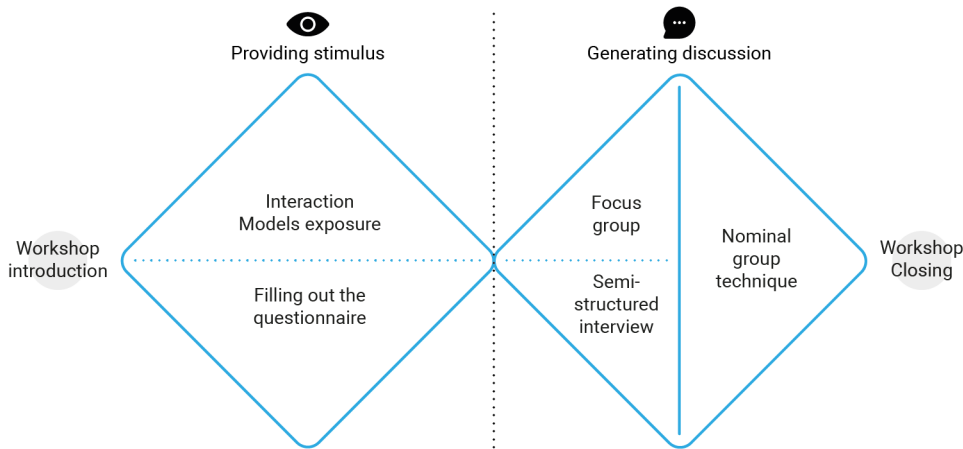 Providing stimulus
Generating discussion
Workshop
introduction
Interaction
Models exposure
Filling out the
questionnaire
Focus
group
Semi-
structured
interview
Nominal
group
technique
Workshop
Closing